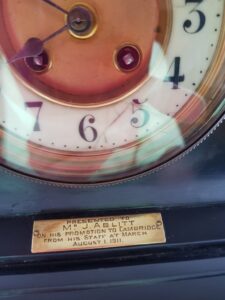 3
4
5
6
7
PRESENTED TO
MR J. ABLITT
ON HIS PROMOTION TO CAMBRIDGE
FROM HIS STAFF AT MARCH
AUGUST 1. 1911.